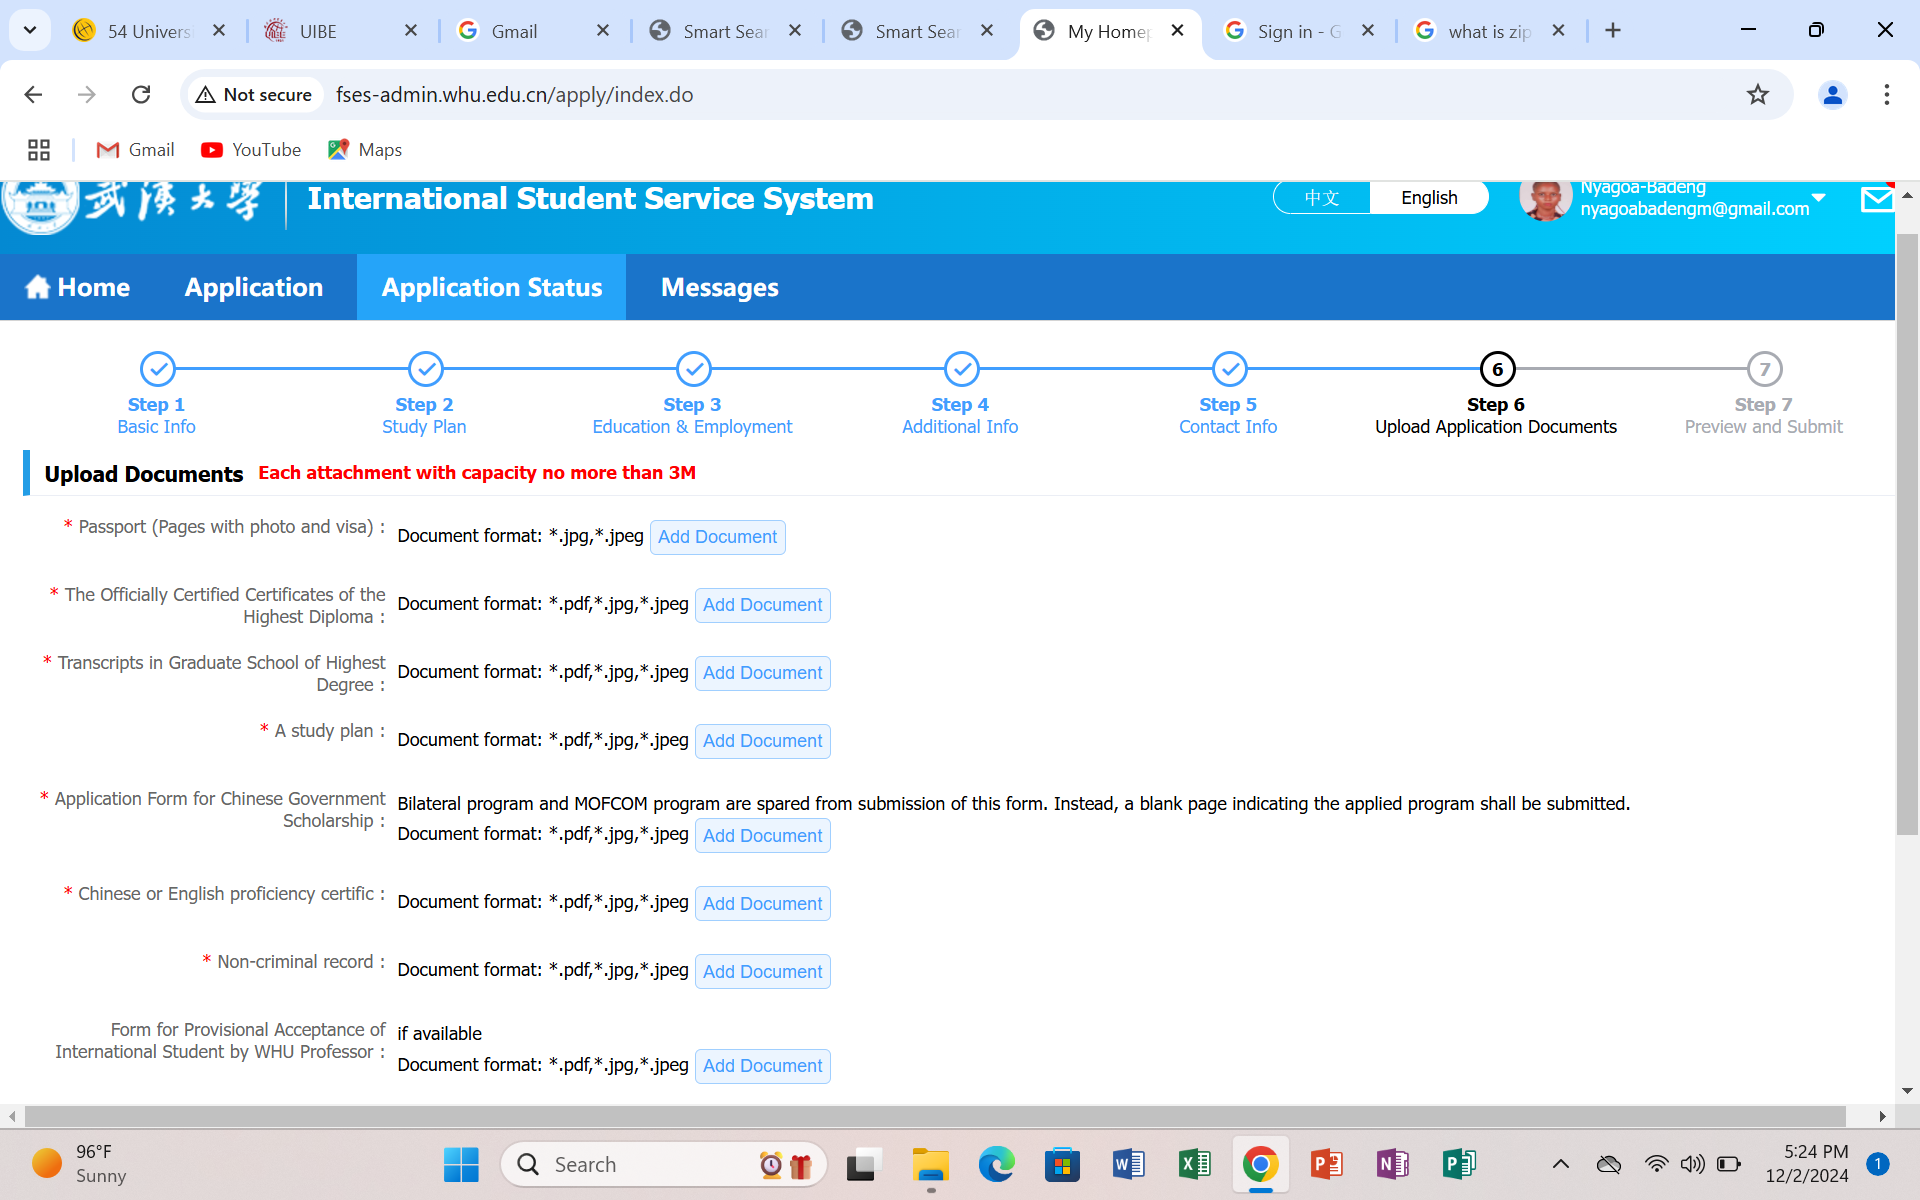 54 Univers
UIBE
Gmail
Smart Sear
Smart Sear
My Homep
Sign in - G
what is zip
Not secure
fses-admin.whu.edu.cn/apply/index.do
Gmail
YouTube
Maps
武汉大学
International Student Service System
中文
English
Nyagoa-Badeng
nyagoabadengm@gmail.com
Home
Application
Application Status
Messages
6
7
Step 1
Step 2
Step 3
Step 4
Step 5
Step 6
Step 7
Basic Info
Study Plan
Education & Employment
Additional Info
Contact Info
Upload Application Documents
Preview and Submit
Upload Documents Each attachment with capacity no more than 3M
* Passport (Pages with photo and visa) :
Document format: *.jpg,*.jpeg Add Document
* The Officially Certified Certificates of the
Highest Diploma :
Document format: *.pdf,*.jpg,*.jpeg Add Document
* Transcripts in Graduate School of Highest
Degree :
Document format: *.pdf,*.jpg,*.jpeg Add Document
* A study plan :
Document format: *.pdf,*.jpg,*.jpeg Add Document
* Application Form for Chinese Government
Scholarship :
Bilateral program and MOFCOM program are spared from submission of this form. Instead, a blank page indicating the applied program shall be submitted.
Document format: *.pdf,*.jpg,*.jpeg Add Document
* Chinese or English proficiency certific :
Document format: *.pdf,*.jpg,*.jpeg Add Document
* Non-criminal record :
Document format: *.pdf,*.jpg,*.jpeg Add Document
Form for Provisional Acceptance of
International Student by WHU Professor :
if available
Document format: *.pdf,*.jpg,*.jpeg Add Document
96°F
Sunny
Search
5:24 PM
12/2/2024
1